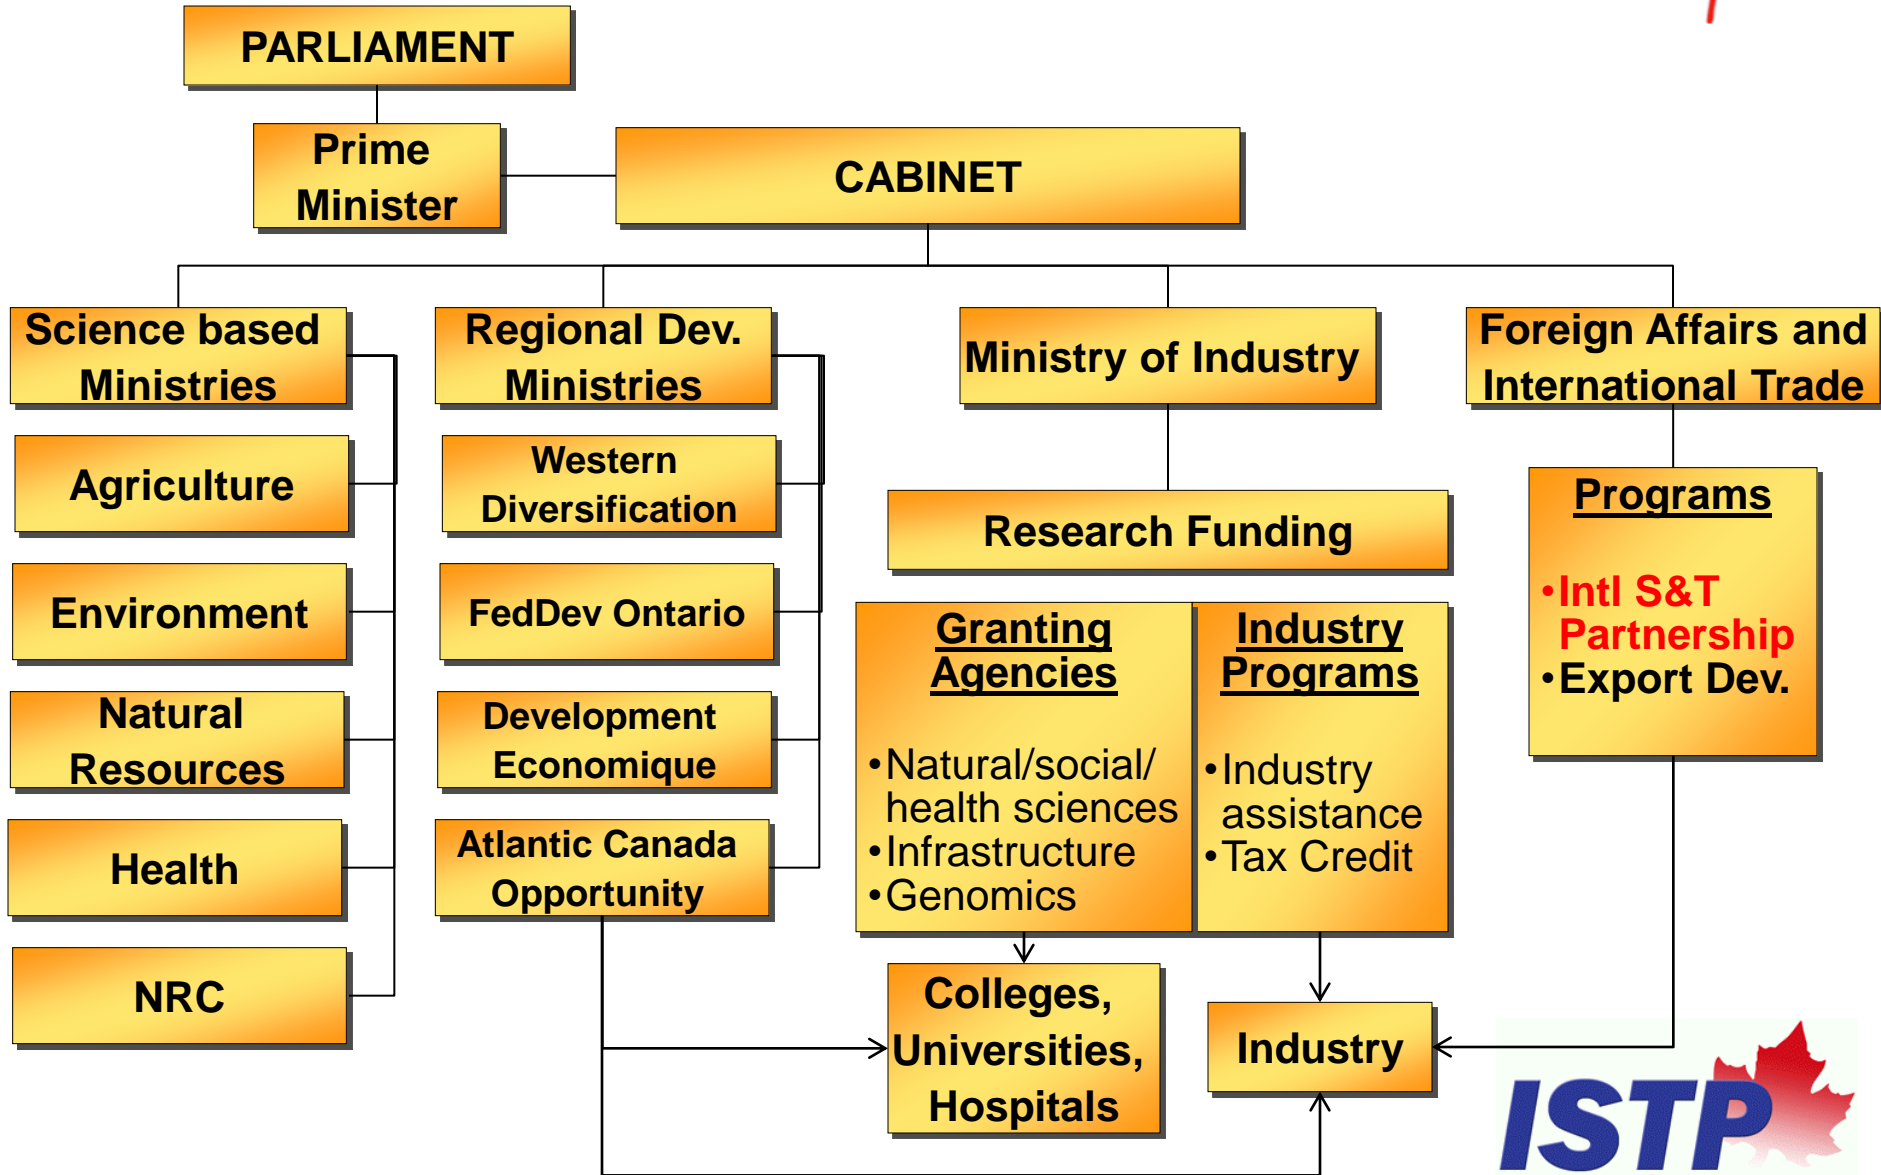 PARLIAMENT
Prime
Minister
CABINET
Science based
Ministries
Agriculture
Environment
Natural
Resources
Health
NRC
Regional Dev.
Ministries
Western
Diversification
FedDev Ontario
Development
Economique
Atlantic Canada
Opportunity
Ministry of Industry
Research Funding
Granting
Agencies
•Natural/social/
health sciences
•Infrastructure
•Genomics
Industry
Programs
•Industry
assistance
•Tax Credit
Foreign Affairs and
International Trade
Programs
•Intl S&T
Partnership
•Export Dev.
Colleges,
Universities,
Hospitals
Industry
ISTP